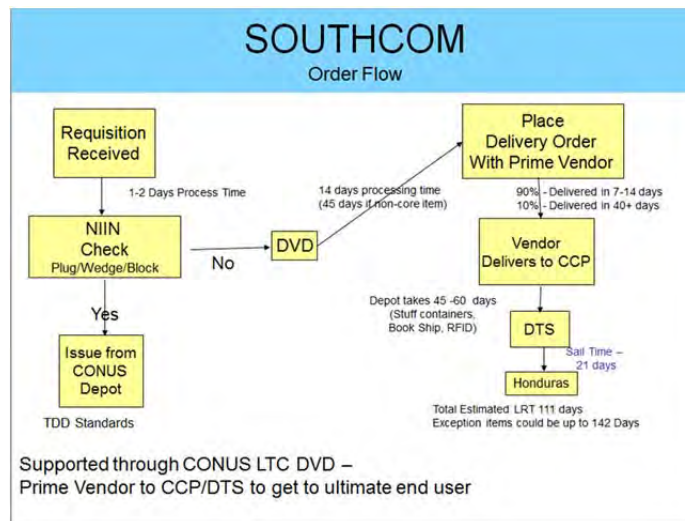 SOUTHCOM
Order Flow
Requisition
Received
1-2 Days Process Time
NIIN
Check
Plug/Wedge/Block
No
DVD
14 days processing time
(45 days if non-core item)
Yes
Issue from
CONUS
Depot
TDD Standards
Place
Delivery Order
With Prime Vendor
90% - Delivered in 7-14 days
10% - Delivered in 40+ days
Vendor
Delivers to CCP
Depot takes 45 -60 days
(Stuff containers,
Book Ship, RFID)
DTS
Sail Time –
21 days
Honduras
Total Estimated LRT 111 days
Exception items could be up to 142 Days
Supported through CONUS LTC DVD –
Prime Vendor to CCP/DTS to get to ultimate end user